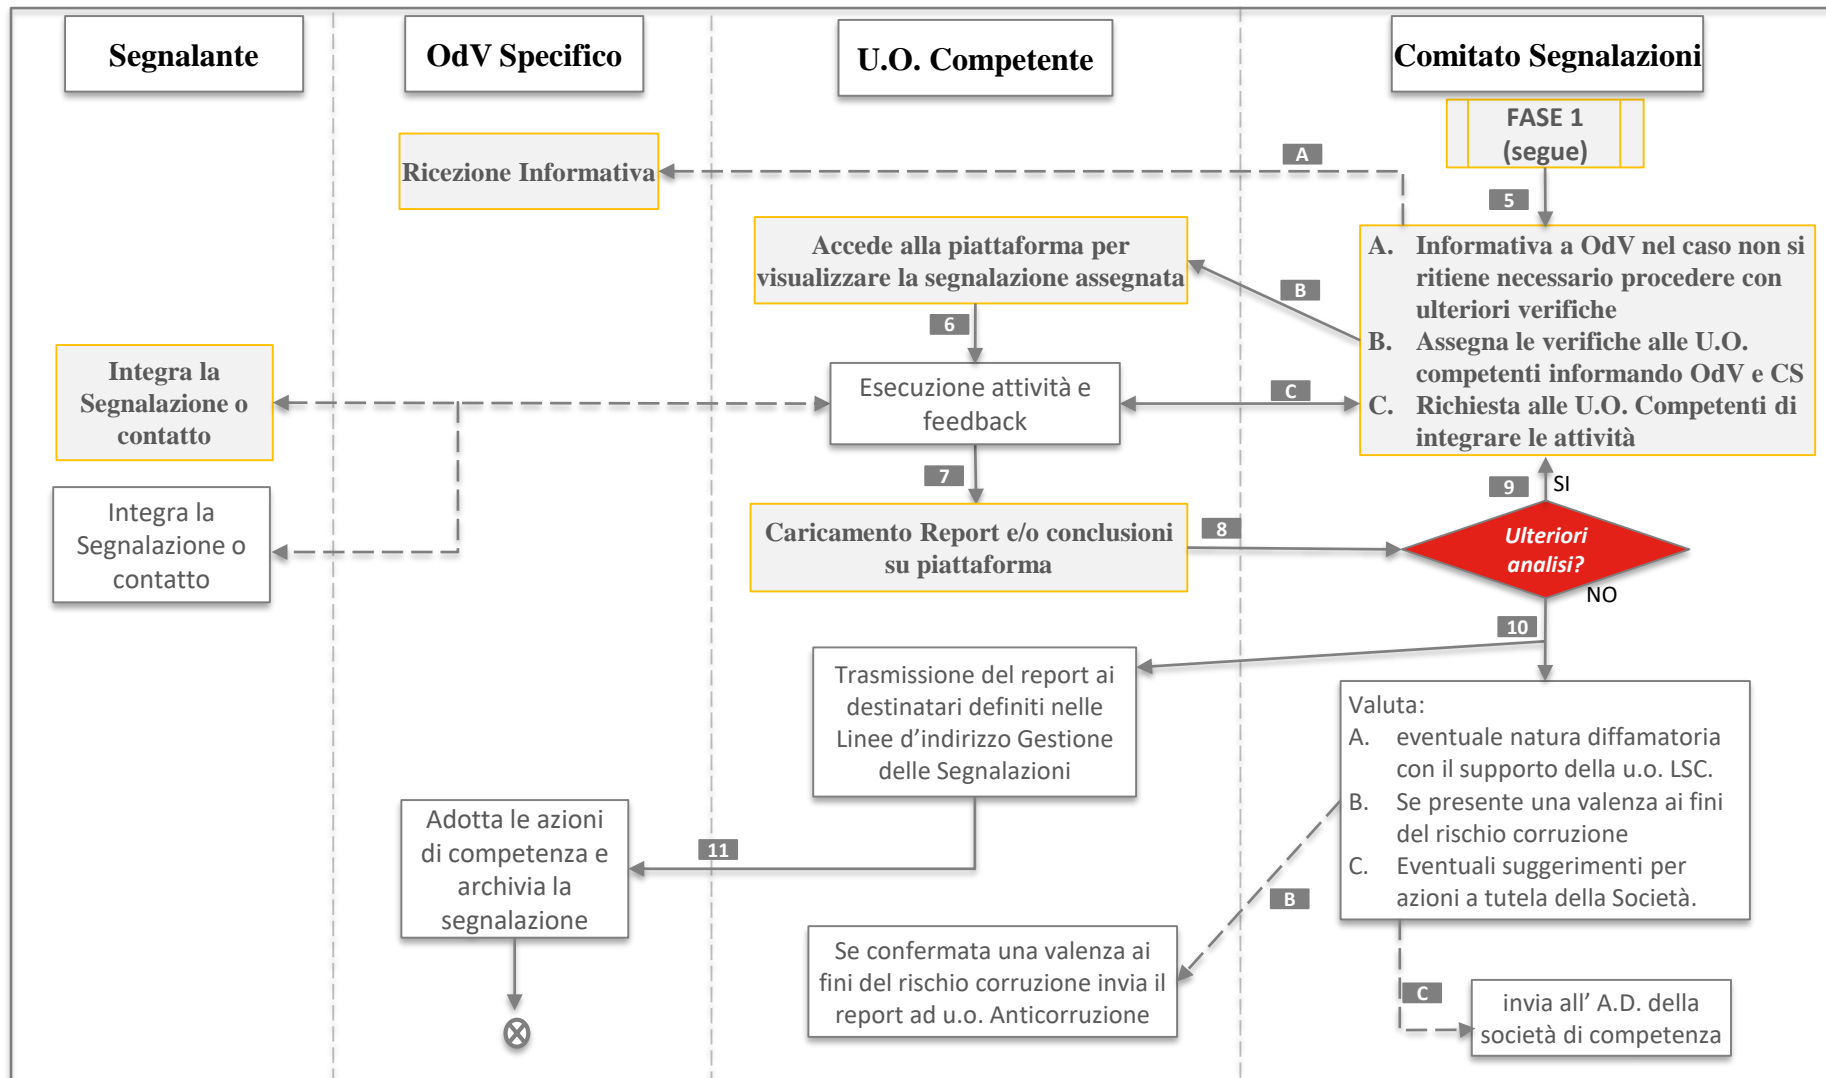 Segnalante
OdV Specifico
U.O. Competente
Comitato Segnalazioni
FASE 1
(segue)
A
Ricezione Informativa
5
Accede alla piattaforma per
visualizzare la segnalazione assegnata
B
A. Informativa a OdV nel caso non si
ritiene necessario procedere con
ulteriori verifiche
B. Assegna le verifiche alle U.O.
competenti informando OdV e CS
C. Richiesta alle U.O. Competenti di
integrare le attività
6
Integra la
Segnalazione o
contatto
Esecuzione attività e
feedback
C
7
9
SI
Integra la
Segnalazione o
contatto
Caricamento Report e/o conclusioni
su piattaforma
8
Ulteriori
analisi?
NO
10
Trasmissione del report ai
destinatari definiti nelle
Linee d’indirizzo Gestione
delle Segnalazioni
Valuta:
A. eventuale natura diffamatoria
con il supporto della u.o. LSC.
B. Se presente una valenza ai fini
del rischio corruzione
C. Eventuali suggerimenti per
azioni a tutela della Società.
Adotta le azioni
di competenza e
archivia la
segnalazione
11
B
Se confermata una valenza ai
fini del rischio corruzione invia il
report ad u.o. Anticorruzione
C
invia all’ A.D. della
società di competenza